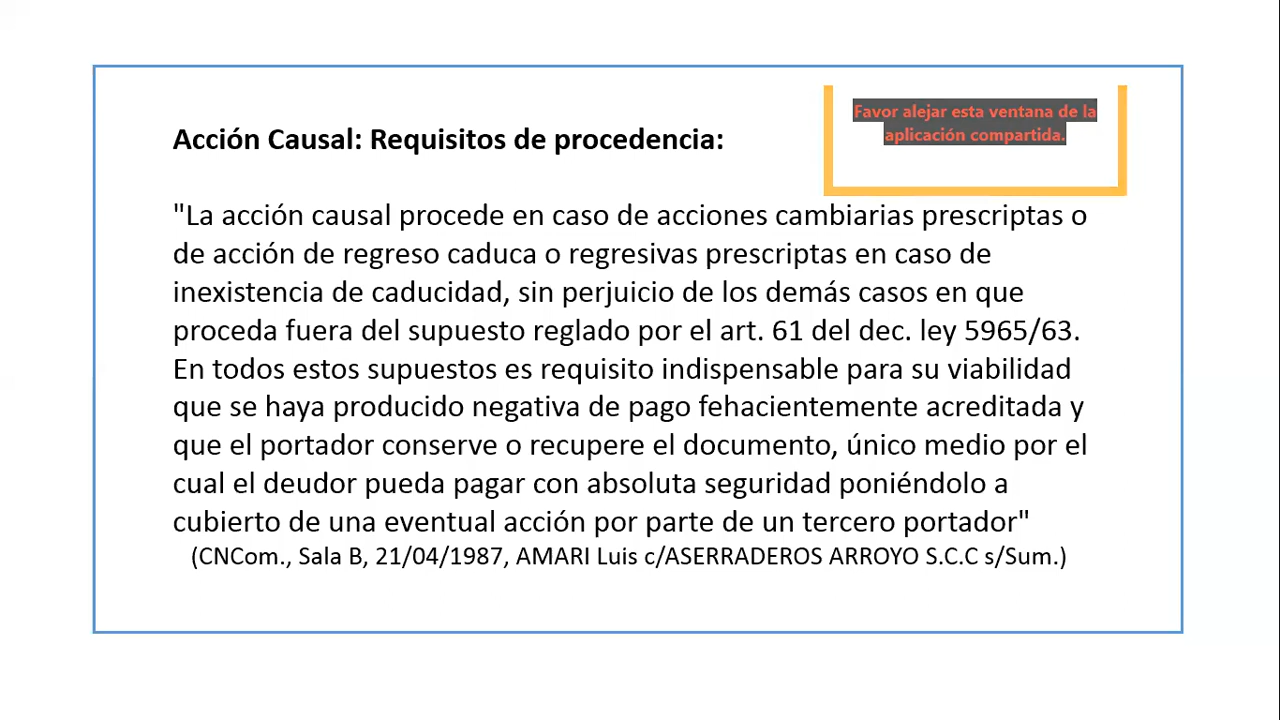 Favor alejar esta ventana de la
aplicación compartida.
Acción Causal: Requisitos de procedencia:
"La acción causal procede en caso de acciones cambiarias prescriptas o
de acción de regreso caduca o regresivas prescriptas en caso de
inexistencia de caducidad, sin perjuicio de los demás casos en que
proceda fuera del supuesto reglado por el art. 61 del dec. ley 5965/63.
En todos estos supuestos es requisito indispensable para su viabilidad
que se haya producido negativa de pago fehacientemente acreditada y
que el portador conserve o recupere el documento, único medio por el
cual el deudor pueda pagar con absoluta seguridad poniéndolo a
cubierto de una eventual acción por parte de un tercero portador"
(CNCom., Sala B, 21/04/1987, AMARI Luis c/ASERRADEROS ARROYO S.C.C s/Sum.)